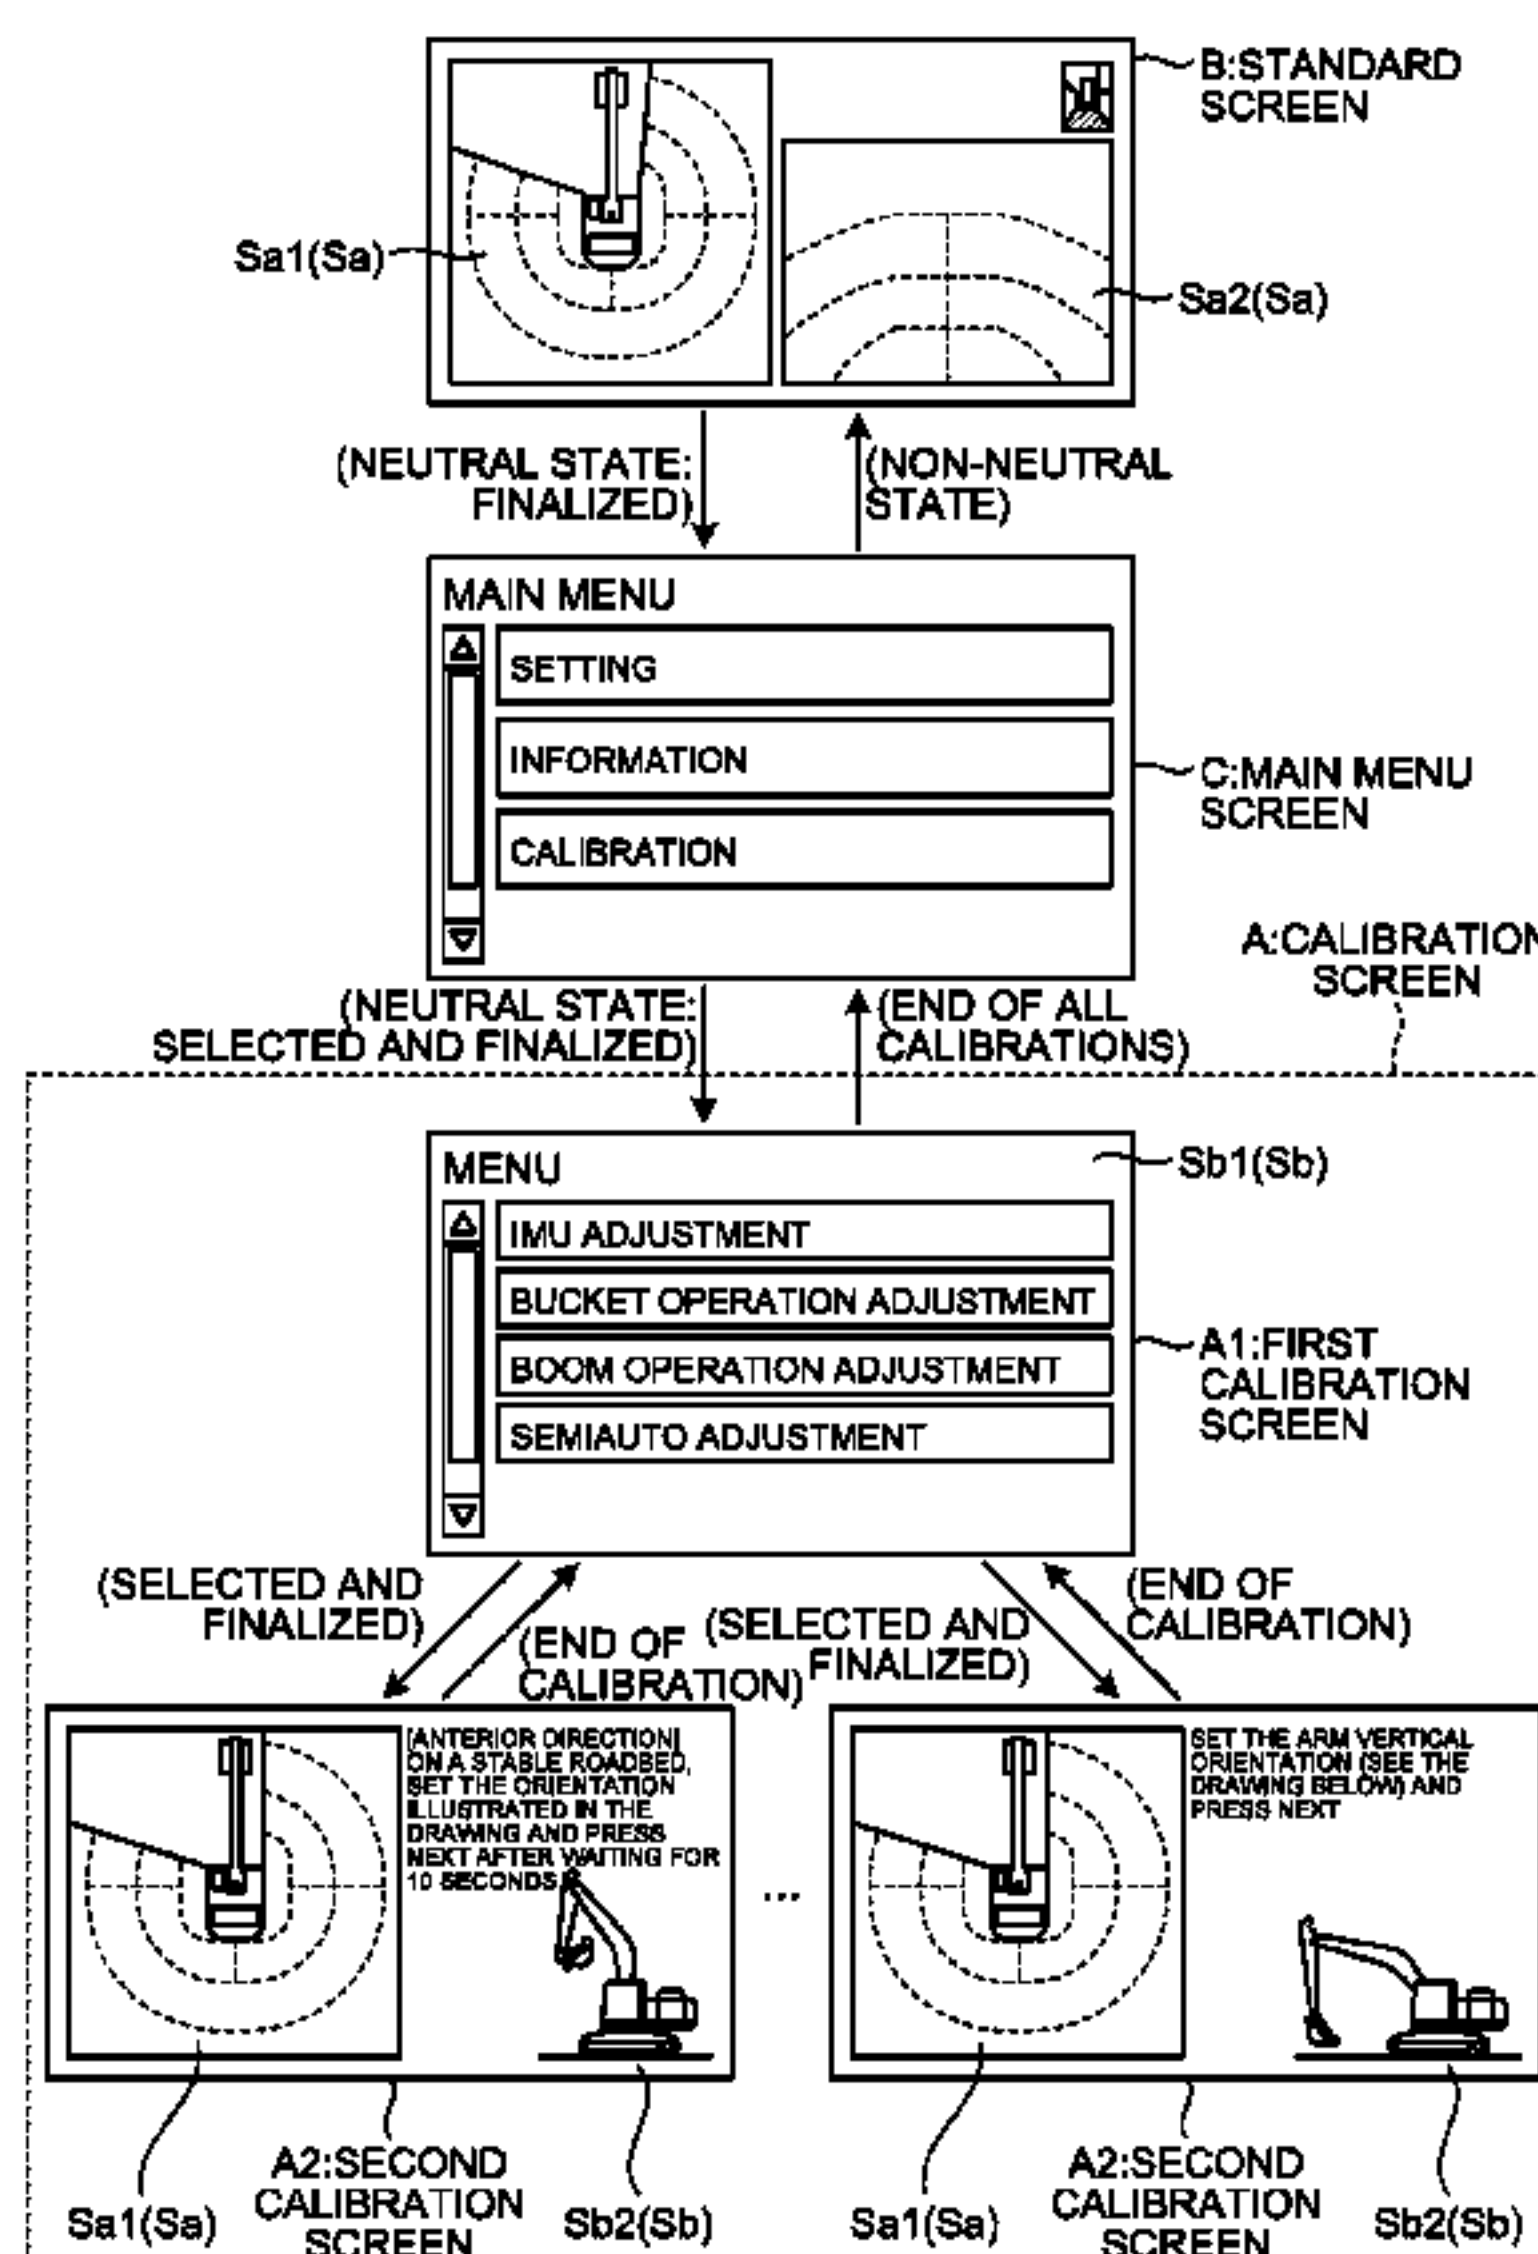 B:STANDARD
SCREEN
Sa1(Sa)
Sa2(Sa)
(NEUTRAL STATE:
FINALIZED)
(NON-NEUTRAL
STATE)
MAIN MENU
SETTING
INFORMATION
CALIBRATION
C:MAIN MENU
SCREEN
A:CALIBRATION
SCREEN
(NEUTRAL STATE:
SELECTED AND FINALIZED)
(END OF ALL
CALIBRATIONS)
MENU
Sb1(Sb)
IMU ADJUSTMENT
BUCKET OPERATION ADJUSTMENT
BOOM OPERATION ADJUSTMENT
SEMIAUTO ADJUSTMENT
A1:FIRST
CALIBRATION
SCREEN
(SELECTED AND
FINALIZED)
(END OF
CALIBRATION)
(SELECTED AND
FINALIZED)
(END OF
CALIBRATION)
[ANTERIOR DIRECTION]
ON A STABLE ROADBED,
SET THE ORIENTATION
ILLUSTRATED IN THE
DRAWING AND PRESS
NEXT AFTER WAITING FOR
10 SECONDS
...
SET THE ARM VERTICAL
ORIENTATION (SEE THE
DRAWING BELOW) AND
PRESS NEXT
Sa1(Sa)
A2:SECOND
CALIBRATION
SCREEN
Sb2(Sb)
Sa1(Sa)
A2:SECOND
CALIBRATION
SCREEN
Sb2(Sb)